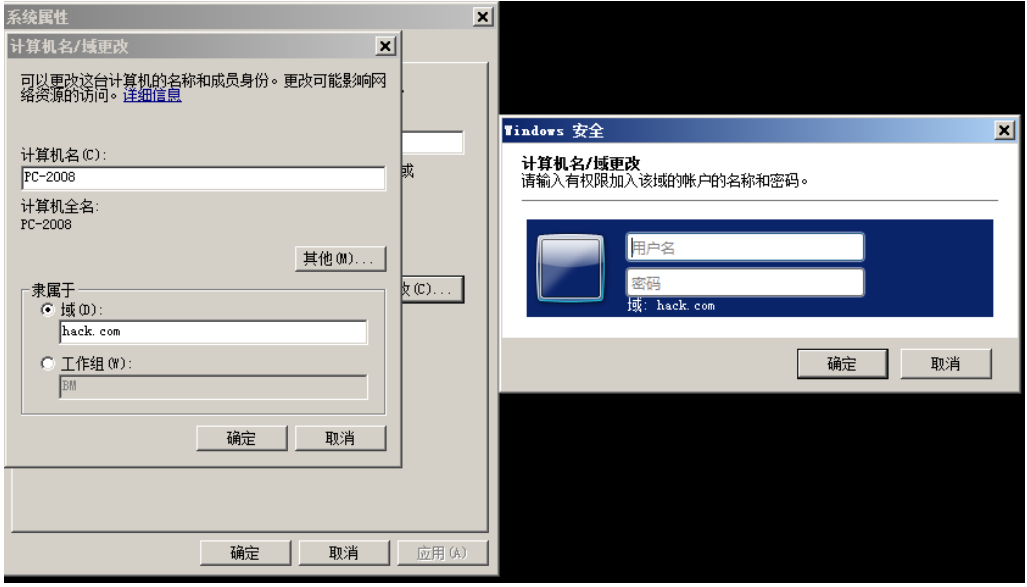 系统属性
计算机名/域更改
可以更改这台计算机的名称和成员身份。更改可能影响网
络资源的访问。详细信息
计算机名(C):
PC-2008
计算机全名:
PC-2008
其他(M)...
隶属于
域(D):
hack.com
工作组(W):
BM
确定
取消
或
改(C)...
确定
取消
应用(A)
Windows 安全
计算机名/域更改
请输入有权限加入该域的帐户的名称和密码。
用户名
密码
域: hack.com
确定
取消